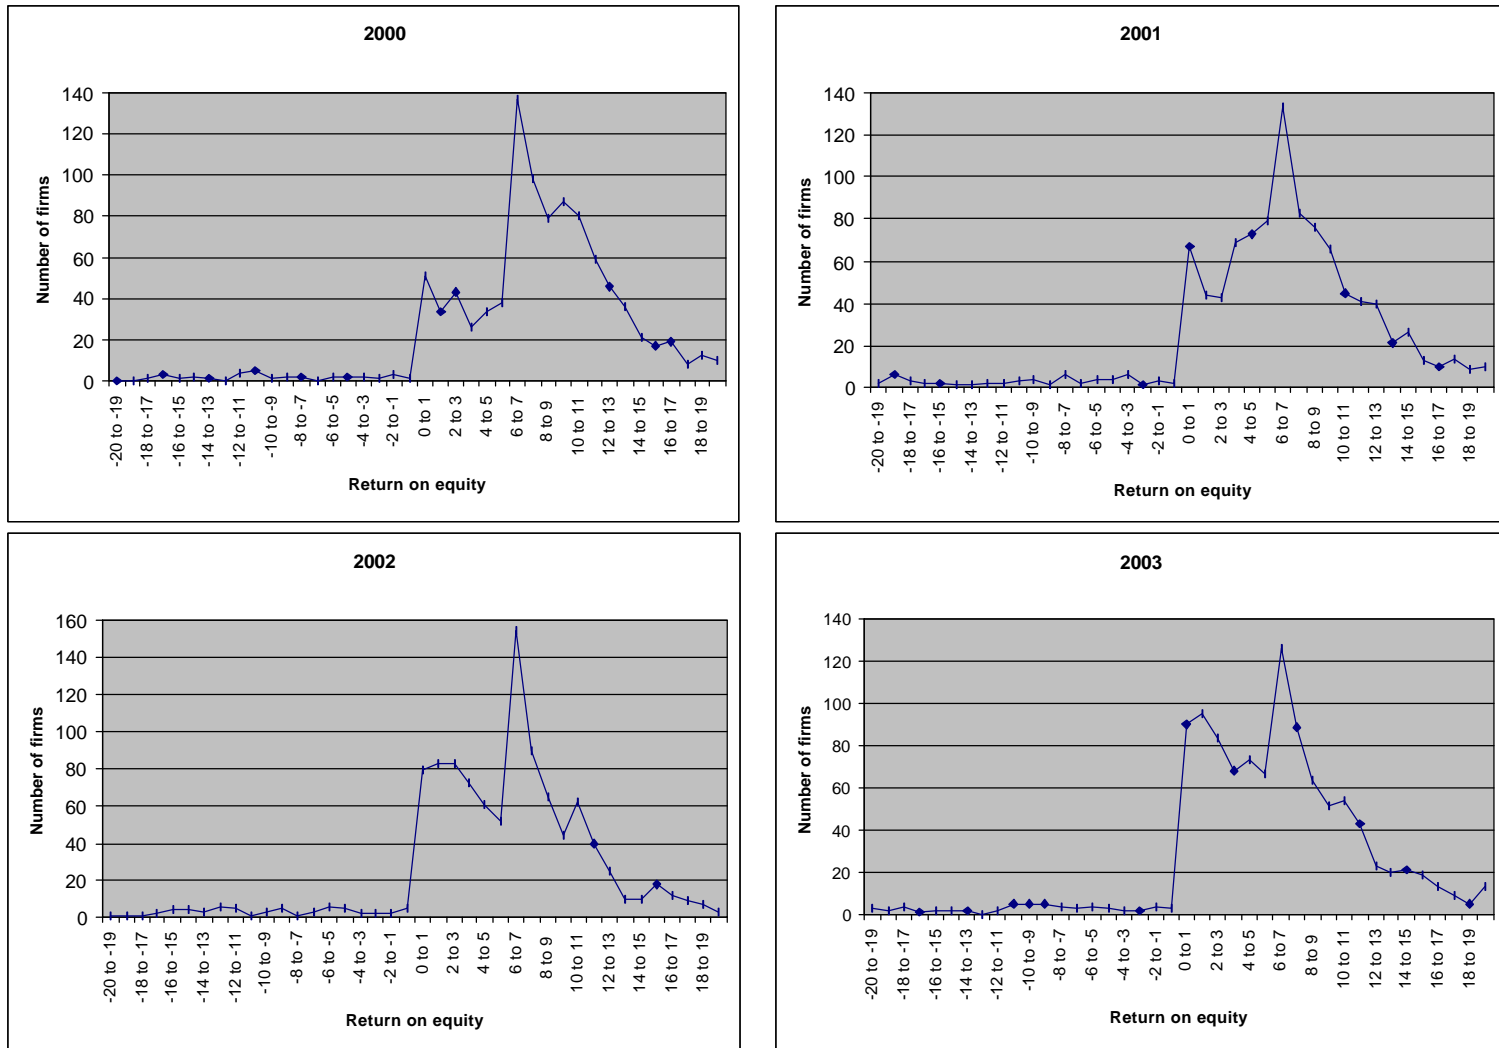 2000
Number of firms
140
120
100
80
60
40
20
0
-20 to -19
-18 to -17
-16 to -15
-14 to -13
-12 to -11
-10 to -9
-8 to -7
-6 to -5
-4 to -3
-2 to -1
0 to 1
2 to 3
4 to 5
6 to 7
8 to 9
10 to 11
12 to 13
14 to 15
16 to 17
18 to 19
Return on equity
2001
Number of firms
140
120
100
80
60
40
20
0
-20 to -19
-18 to -17
-16 to -15
-14 to -13
-12 to -11
-10 to -9
-8 to -7
-6 to -5
-4 to -3
-2 to -1
0 to 1
2 to 3
4 to 5
6 to 7
8 to 9
10 to 11
12 to 13
14 to 15
16 to 17
18 to 19
Return on equity
2002
Number of firms
160
140
120
100
80
60
40
20
0
-20 to -19
-18 to -17
-16 to -15
-14 to -13
-12 to -11
-10 to -9
-8 to -7
-6 to -5
-4 to -3
-2 to -1
0 to 1
2 to 3
4 to 5
6 to 7
8 to 9
10 to 11
12 to 13
14 to 15
16 to 17
18 to 19
Return on equity
2003
Number of firms
140
120
100
80
60
40
20
0
-20 to -19
-18 to -17
-16 to -15
-14 to -13
-12 to -11
-10 to -9
-8 to -7
-6 to -5
-4 to -3
-2 to -1
0 to 1
2 to 3
4 to 5
6 to 7
8 to 9
10 to 11
12 to 13
14 to 15
16 to 17
18 to 19
Return on equity